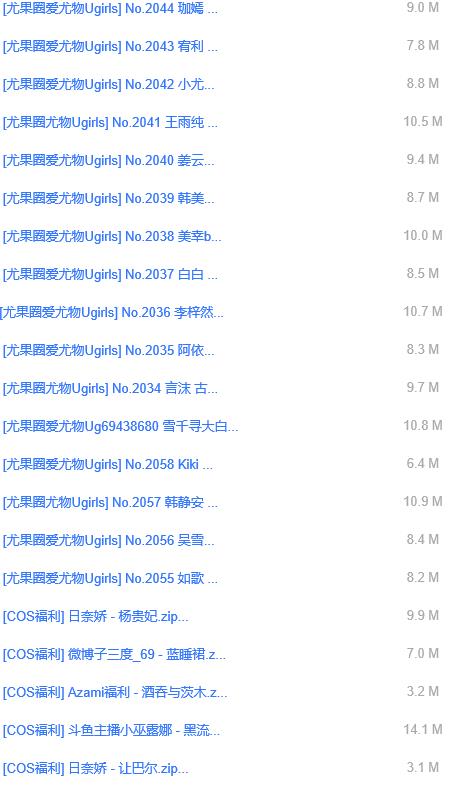 [尤果圈爱尤物Ugirls] No.2044 珈嫣 ... 9.0 M
[尤果圈爱尤物Ugirls] No.2043 宥利 ... 7.8 M
[尤果圈爱尤物Ugirls] No.2042 小尤... 8.8 M
[尤果圈尤物Ugirls] No.2041 王雨纯 ... 10.5 M
[尤果圈爱尤物Ugirls] No.2040 姜云... 9.4 M
[尤果圈爱尤物Ugirls] No.2039 韩美... 8.7 M
[尤果圈爱尤物Ugirls] No.2038 美幸b... 10.0 M
[尤果圈爱尤物Ugirls] No.2037 白白 ... 8.5 M
[尤果圈爱尤物Ugirls] No.2036 李梓然... 10.7 M
[尤果圈爱尤物Ugirls] No.2035 阿依... 8.3 M
[尤果圈尤物Ugirls] No.2034 言沫 古... 9.7 M
[尤果圈爱尤物Ug69438680 雪千寻大白... 10.8 M
[尤果圈爱尤物Ugirls] No.2058 Kiki ... 6.4 M
[尤果圈尤物Ugirls] No.2057 韩静安 ... 10.9 M
[尤果圈爱尤物Ugirls] No.2056 吴雪... 8.4 M
[尤果圈爱尤物Ugirls] No.2055 如歌 ... 8.2 M
[COS福利] 日奈娇 - 杨贵妃.zip... 9.9 M
[COS福利] 微博子三度_69 - 蓝睡裙.z... 7.0 M
[COS福利] Azami福利 - 酒吞与茨木.z... 3.2 M
[COS福利] 斗鱼主播小巫露娜 - 黑流... 14.1 M
[COS福利] 日奈娇 - 让巴尔.zip... 3.1 M